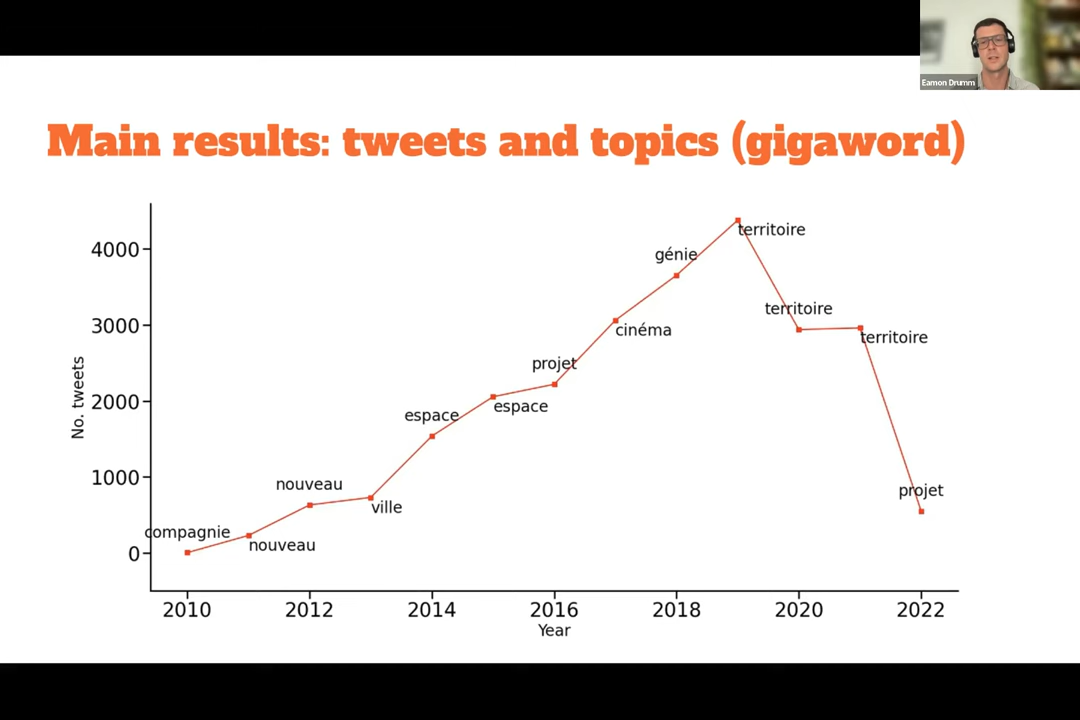 Eamon Drumm
Main results: tweets and topics (gigaword)
No. tweets
4000
3000
2000
1000
0
compagnie
nouveau
nouveau
ville
espace
espace
projet
cinéma
génie
territoire
territoire
territoire
projet
2010 2012 2014 2016 2018 2020 2022
Year